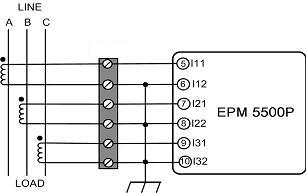 LINE
A B C
5 I11
6 I12
7 I21
8 I22
9 I31
10 I32
EPM 5500P
LOAD